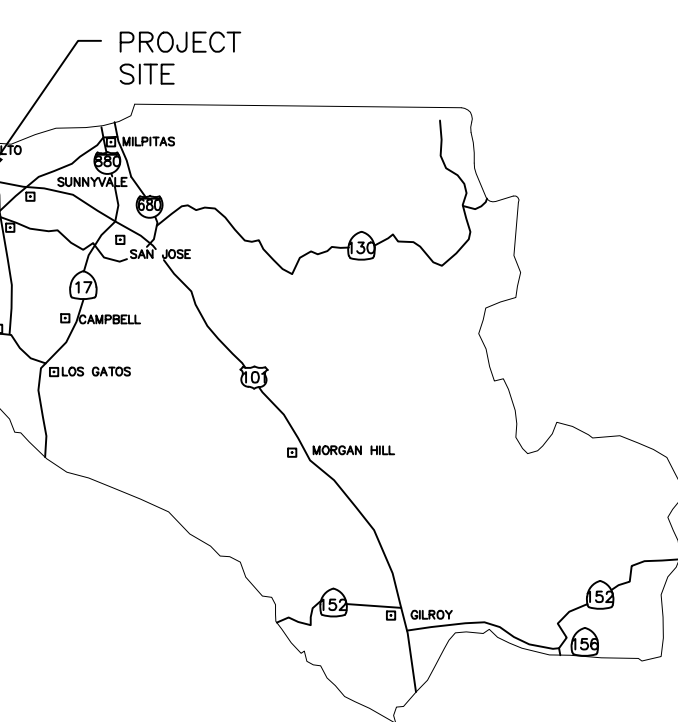 PROJECT
SITE
LTO
MILPITAS
880
SUNNYVALE
680
130
SAN JOSE
17
CAMPBELL
LOS GATOS
101
MORGAN HILL
152
152
GILROY
156